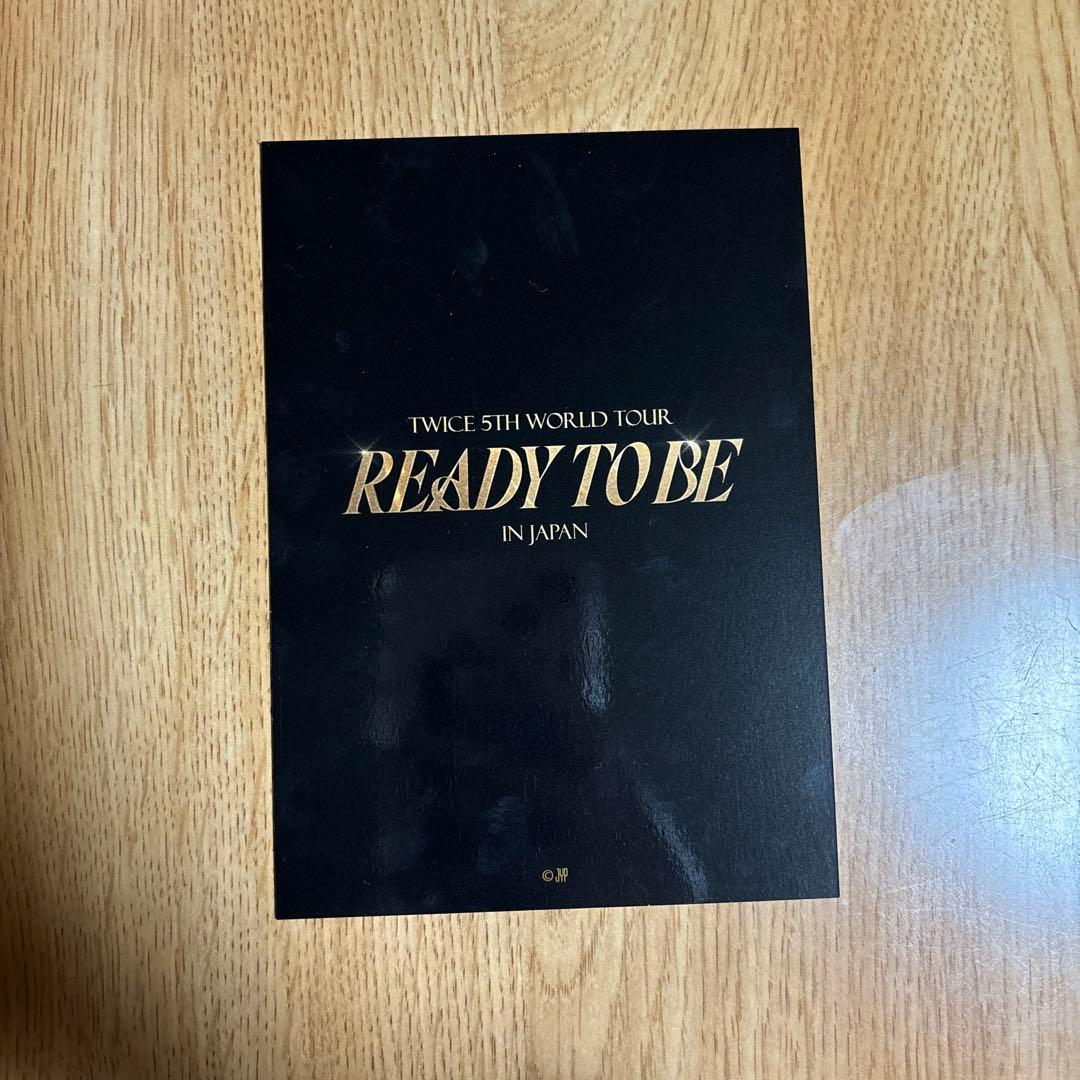 TWICE 5TH WORLD TOUR
READY TO BE
IN JAPAN
© JYP